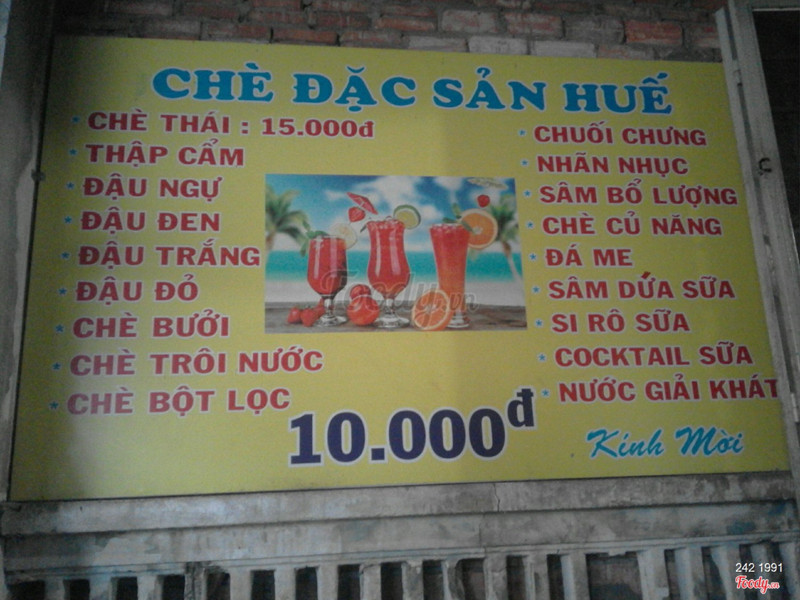 CHÈ ĐẶC SẢN HUẾ
* CHÈ THÁI : 15.000đ
* THẬP CẨM
* ĐẬU NGỰ
* ĐẬU ĐEN
* ĐẬU TRẮNG
* ĐẬU ĐỎ
* CHÈ BƯỞI
* CHÈ TRÔI NƯỚC
* CHÈ BỘT LỌC
* CHUỐI CHƯNG
* NHÃN NHỤC
* SÂM BỔ LƯỢNG
* CHÈ CỦ NĂNG
* ĐÁ ME
* SÂM DỨA SỮA
* SI RÔ SỮA
* COCKTAIL SỮA
* NƯỚC GIẢI KHÁT
10.000đ
Kính Mời
Foody.vn
242 1991
Foody.vn